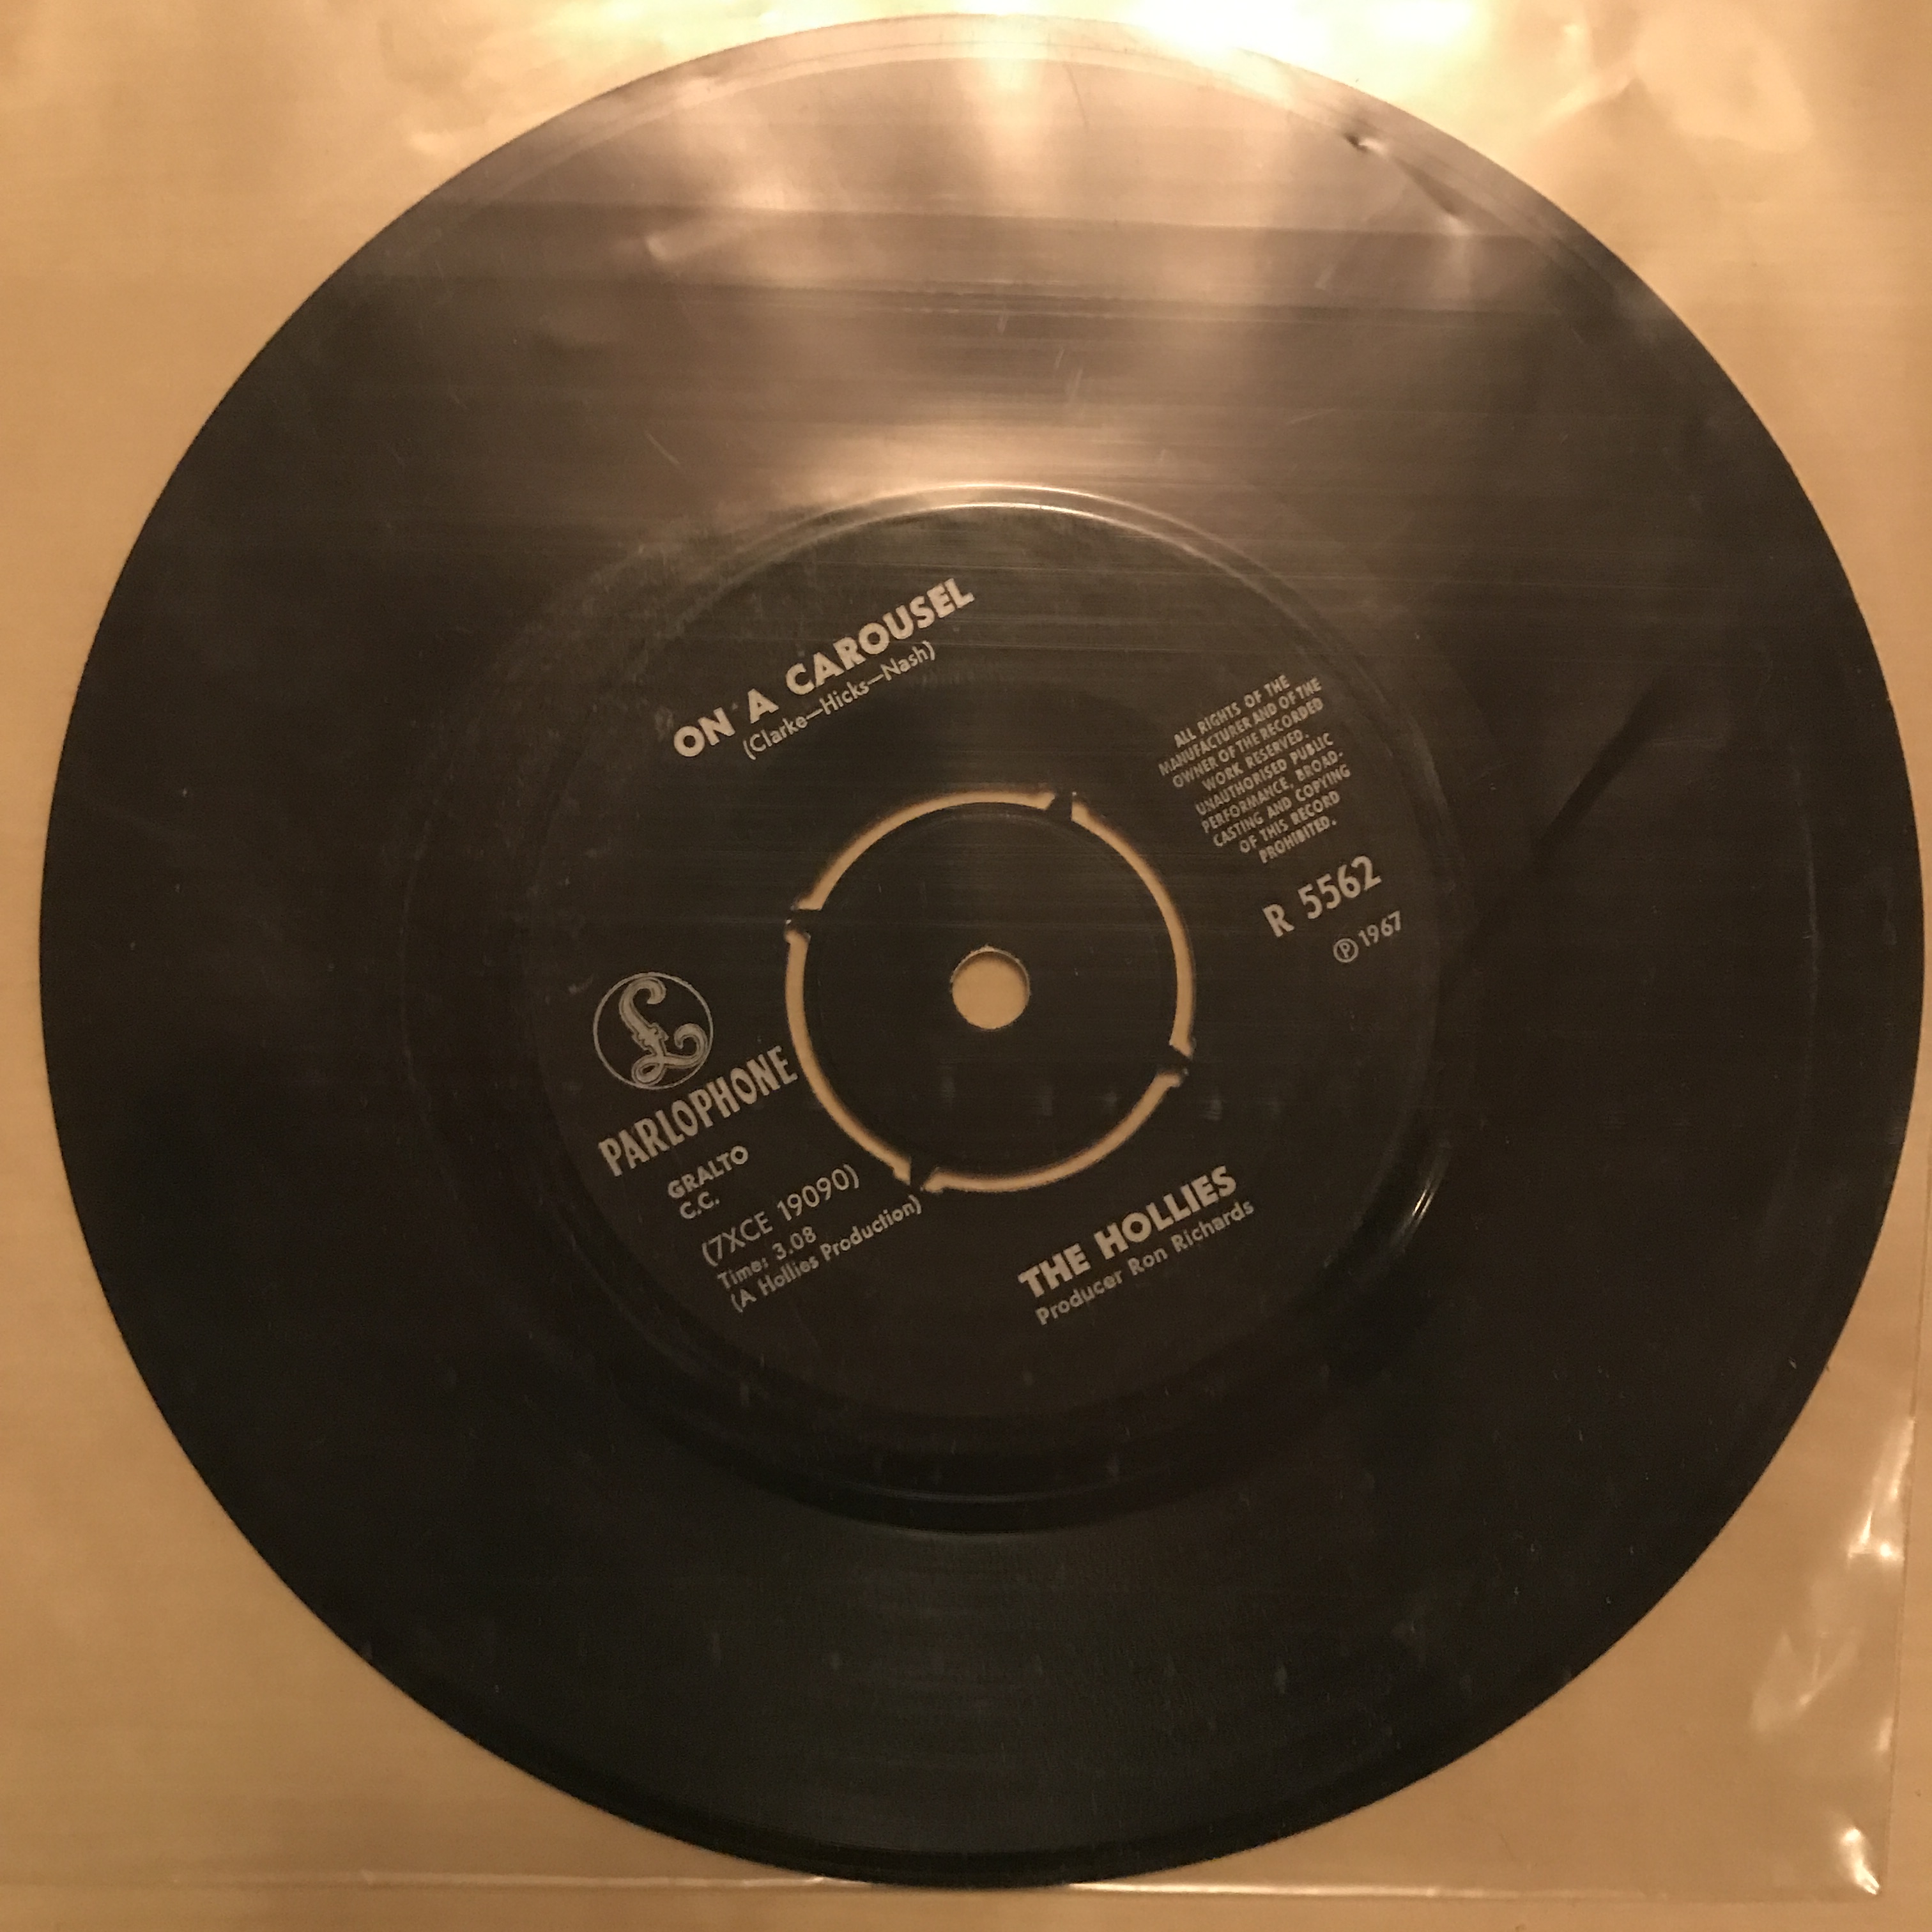 ON A CAROUSEL
(Clarke—Hicks—Nash)
ALL RIGHTS OF THE
MANUFACTURER AND OF THE
OWNER OF THE RECORDED
WORK RESERVED.
UNAUTHORISED PUBLIC
PERFORMANCE, BROAD-
CASTING AND COPYING
OF THIS RECORD
PROHIBITED.
R 5562
Ⓟ 1967
£
PARLOPHONE
GRALTO
C.C.
(7XCE 19090)
Time: 3.08
(A Hollies Production)
THE HOLLIES
Producer Ron Richards